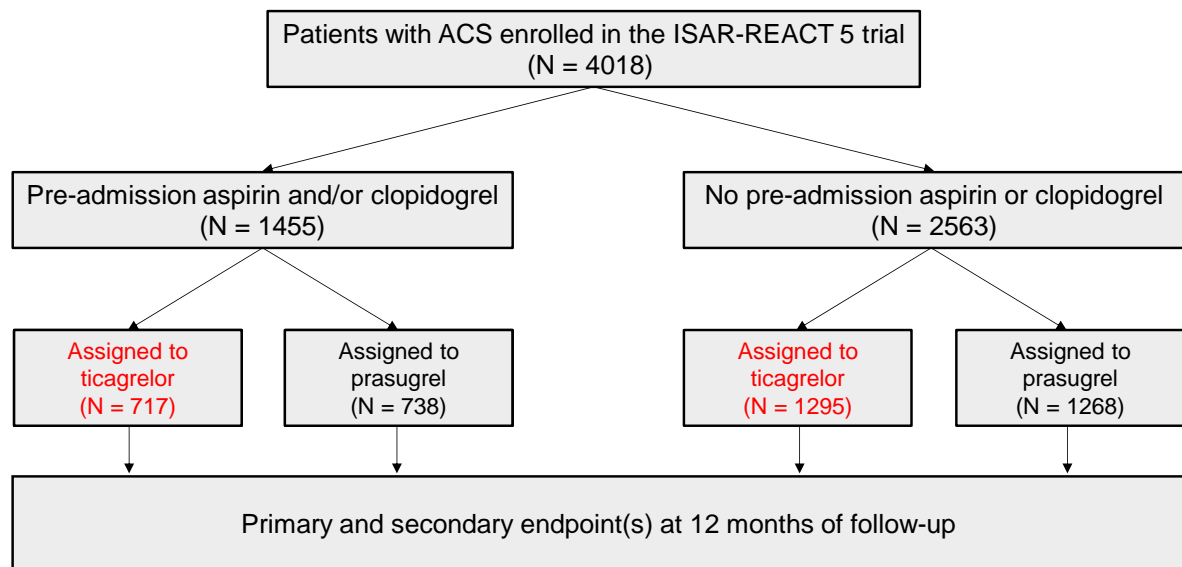 Patients with ACS enrolled in the ISAR-REACT 5 trial
(N = 4018)
Pre-admission aspirin and/or clopidogrel
(N = 1455)
No pre-admission aspirin or clopidogrel
(N = 2563)
Assigned to
ticagrelor
(N = 717)
Assigned to
prasugrel
(N = 738)
Assigned to
ticagrelor
(N = 1295)
Assigned to
prasugrel
(N = 1268)
Primary and secondary endpoint(s) at 12 months of follow-up